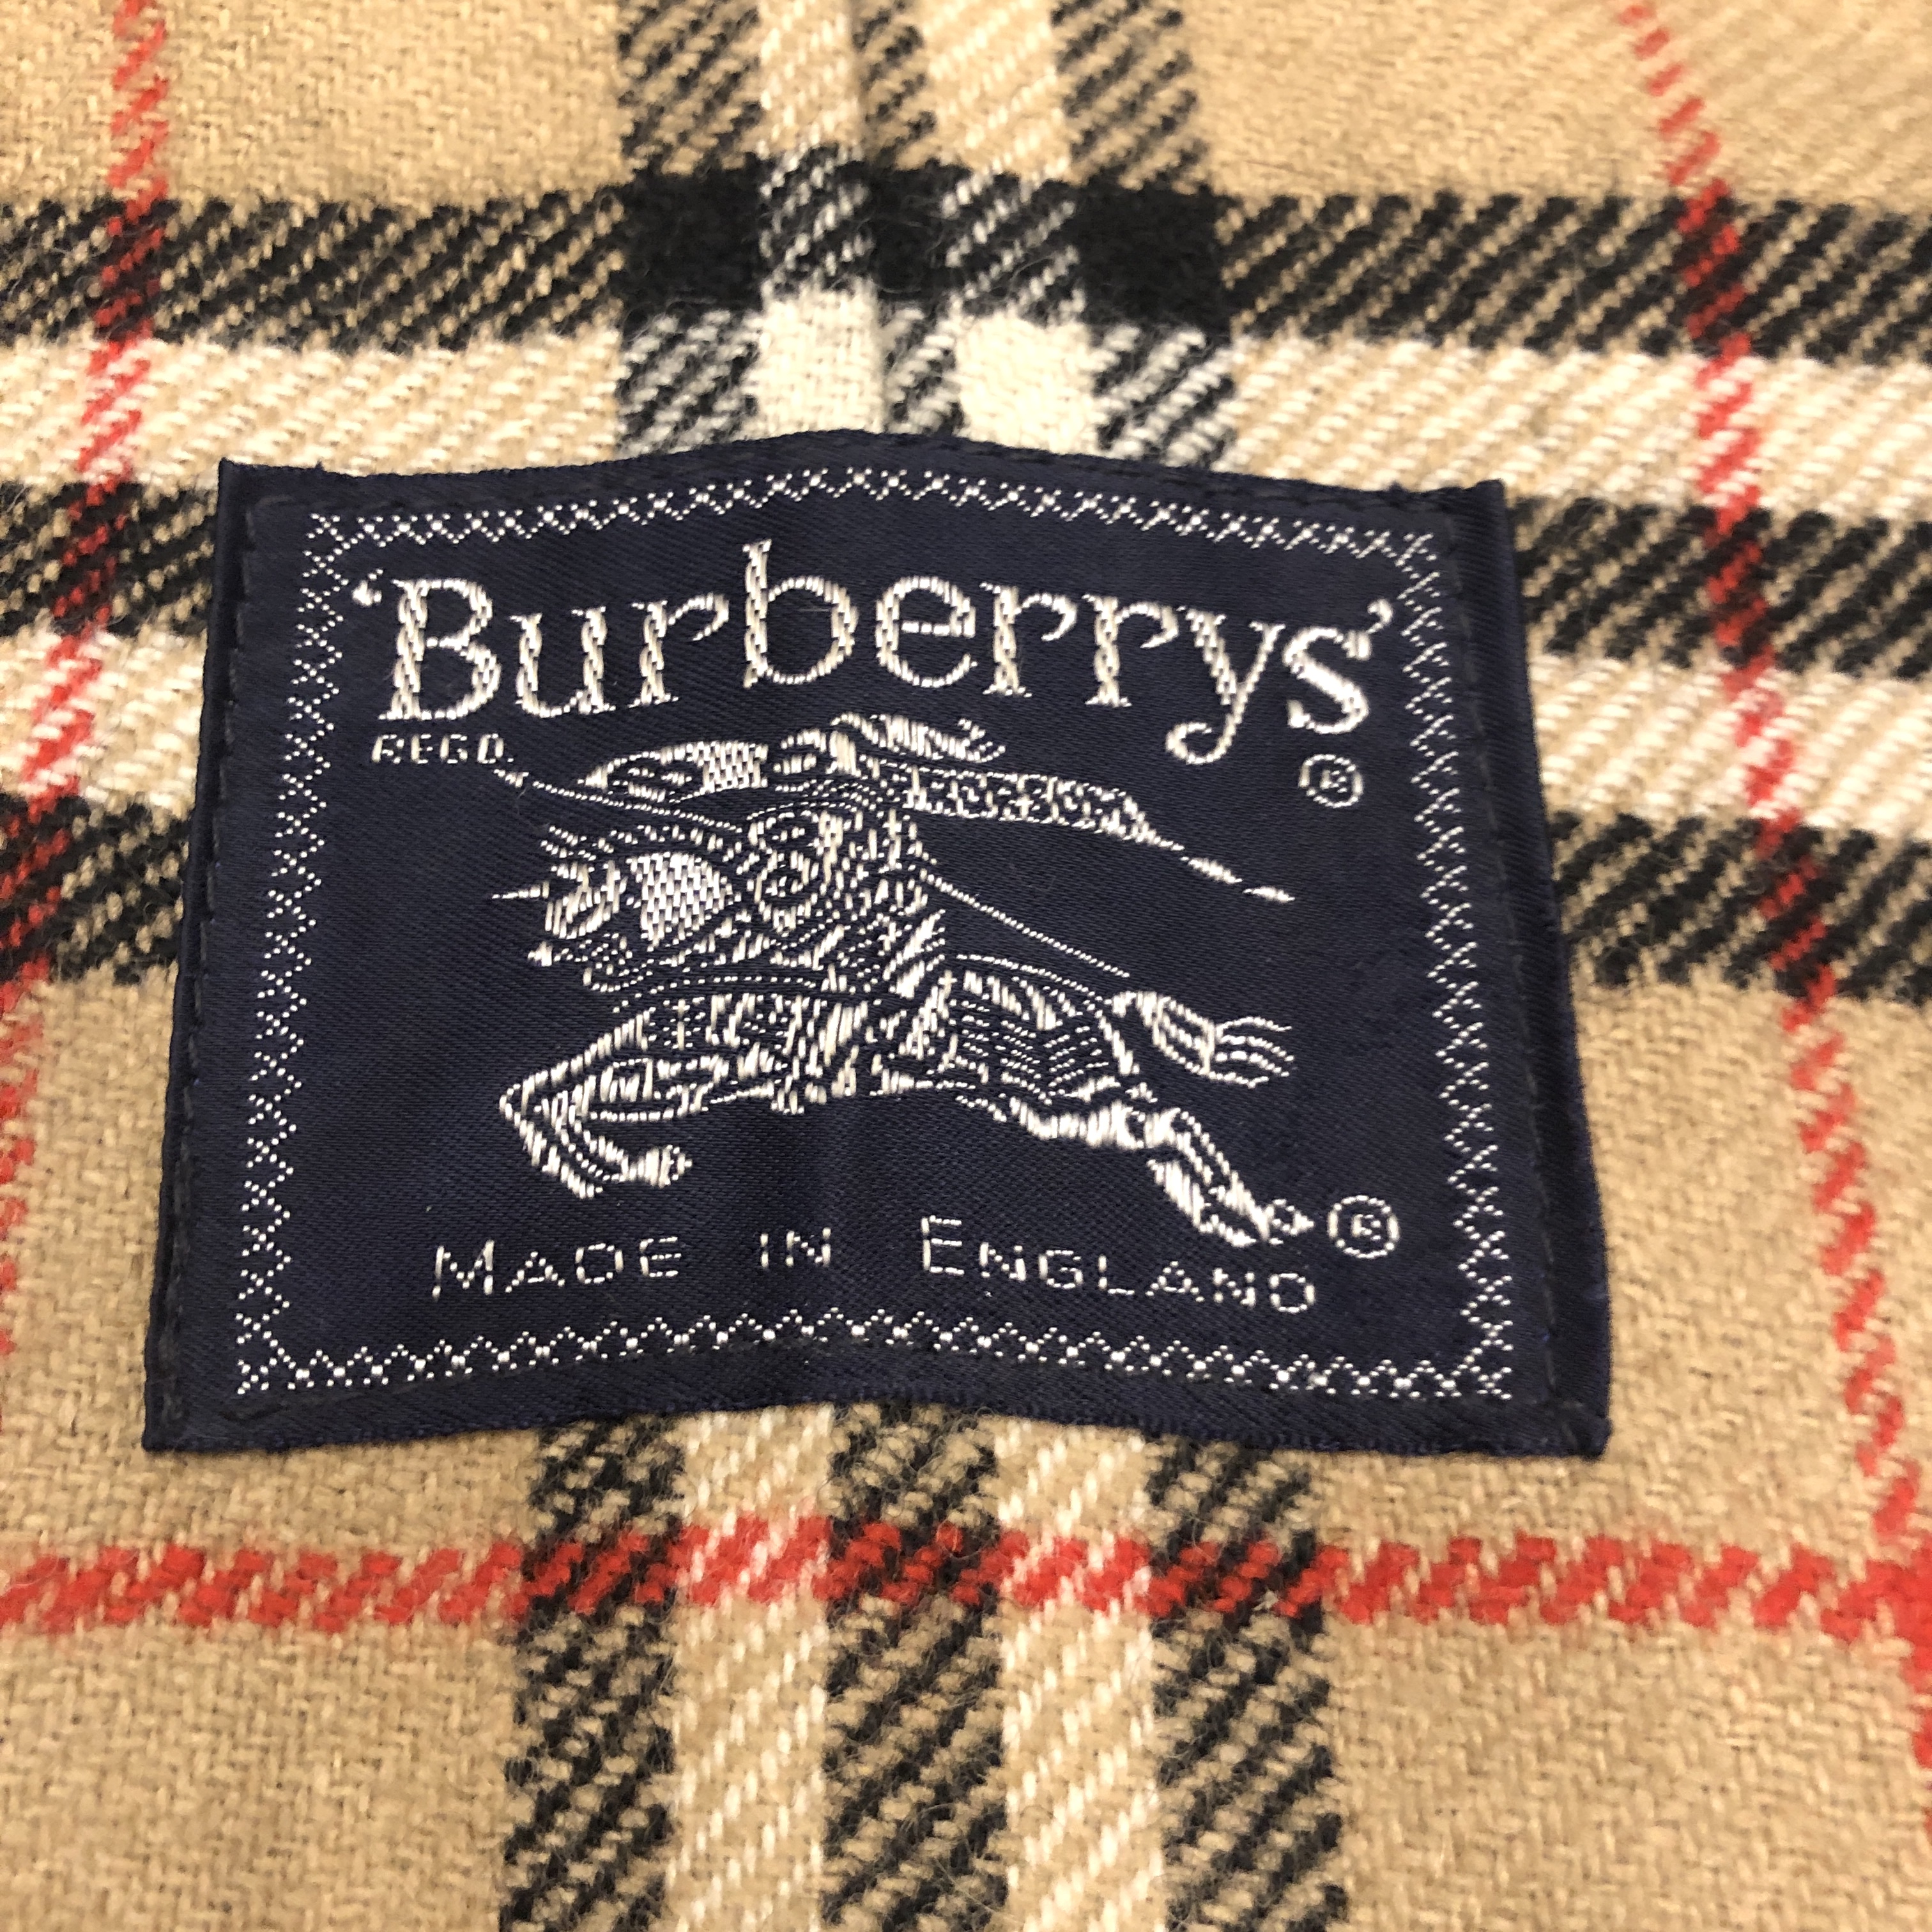 'Burberrys'
REGD.
®
®
MADE IN ENGLAND